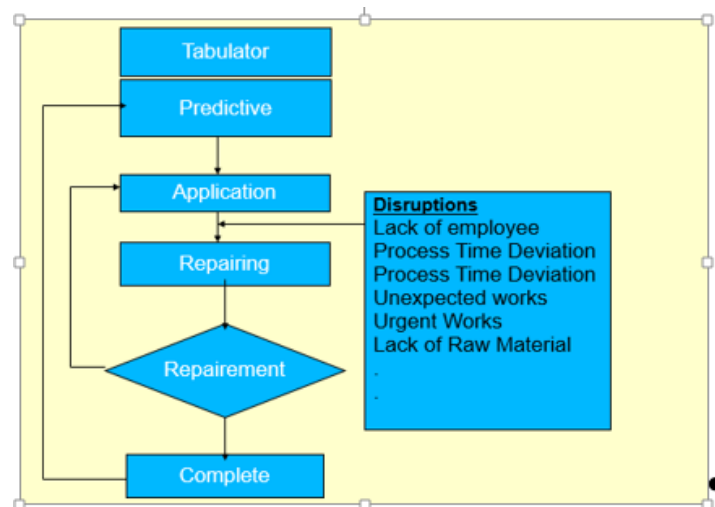 Tabulator
Predictive
Application
Repairing
Repairement
Complete
Disruptions
Lack of employee
Process Time Deviation
Process Time Deviation
Unexpected works
Urgent Works
Lack of Raw Material
.
.